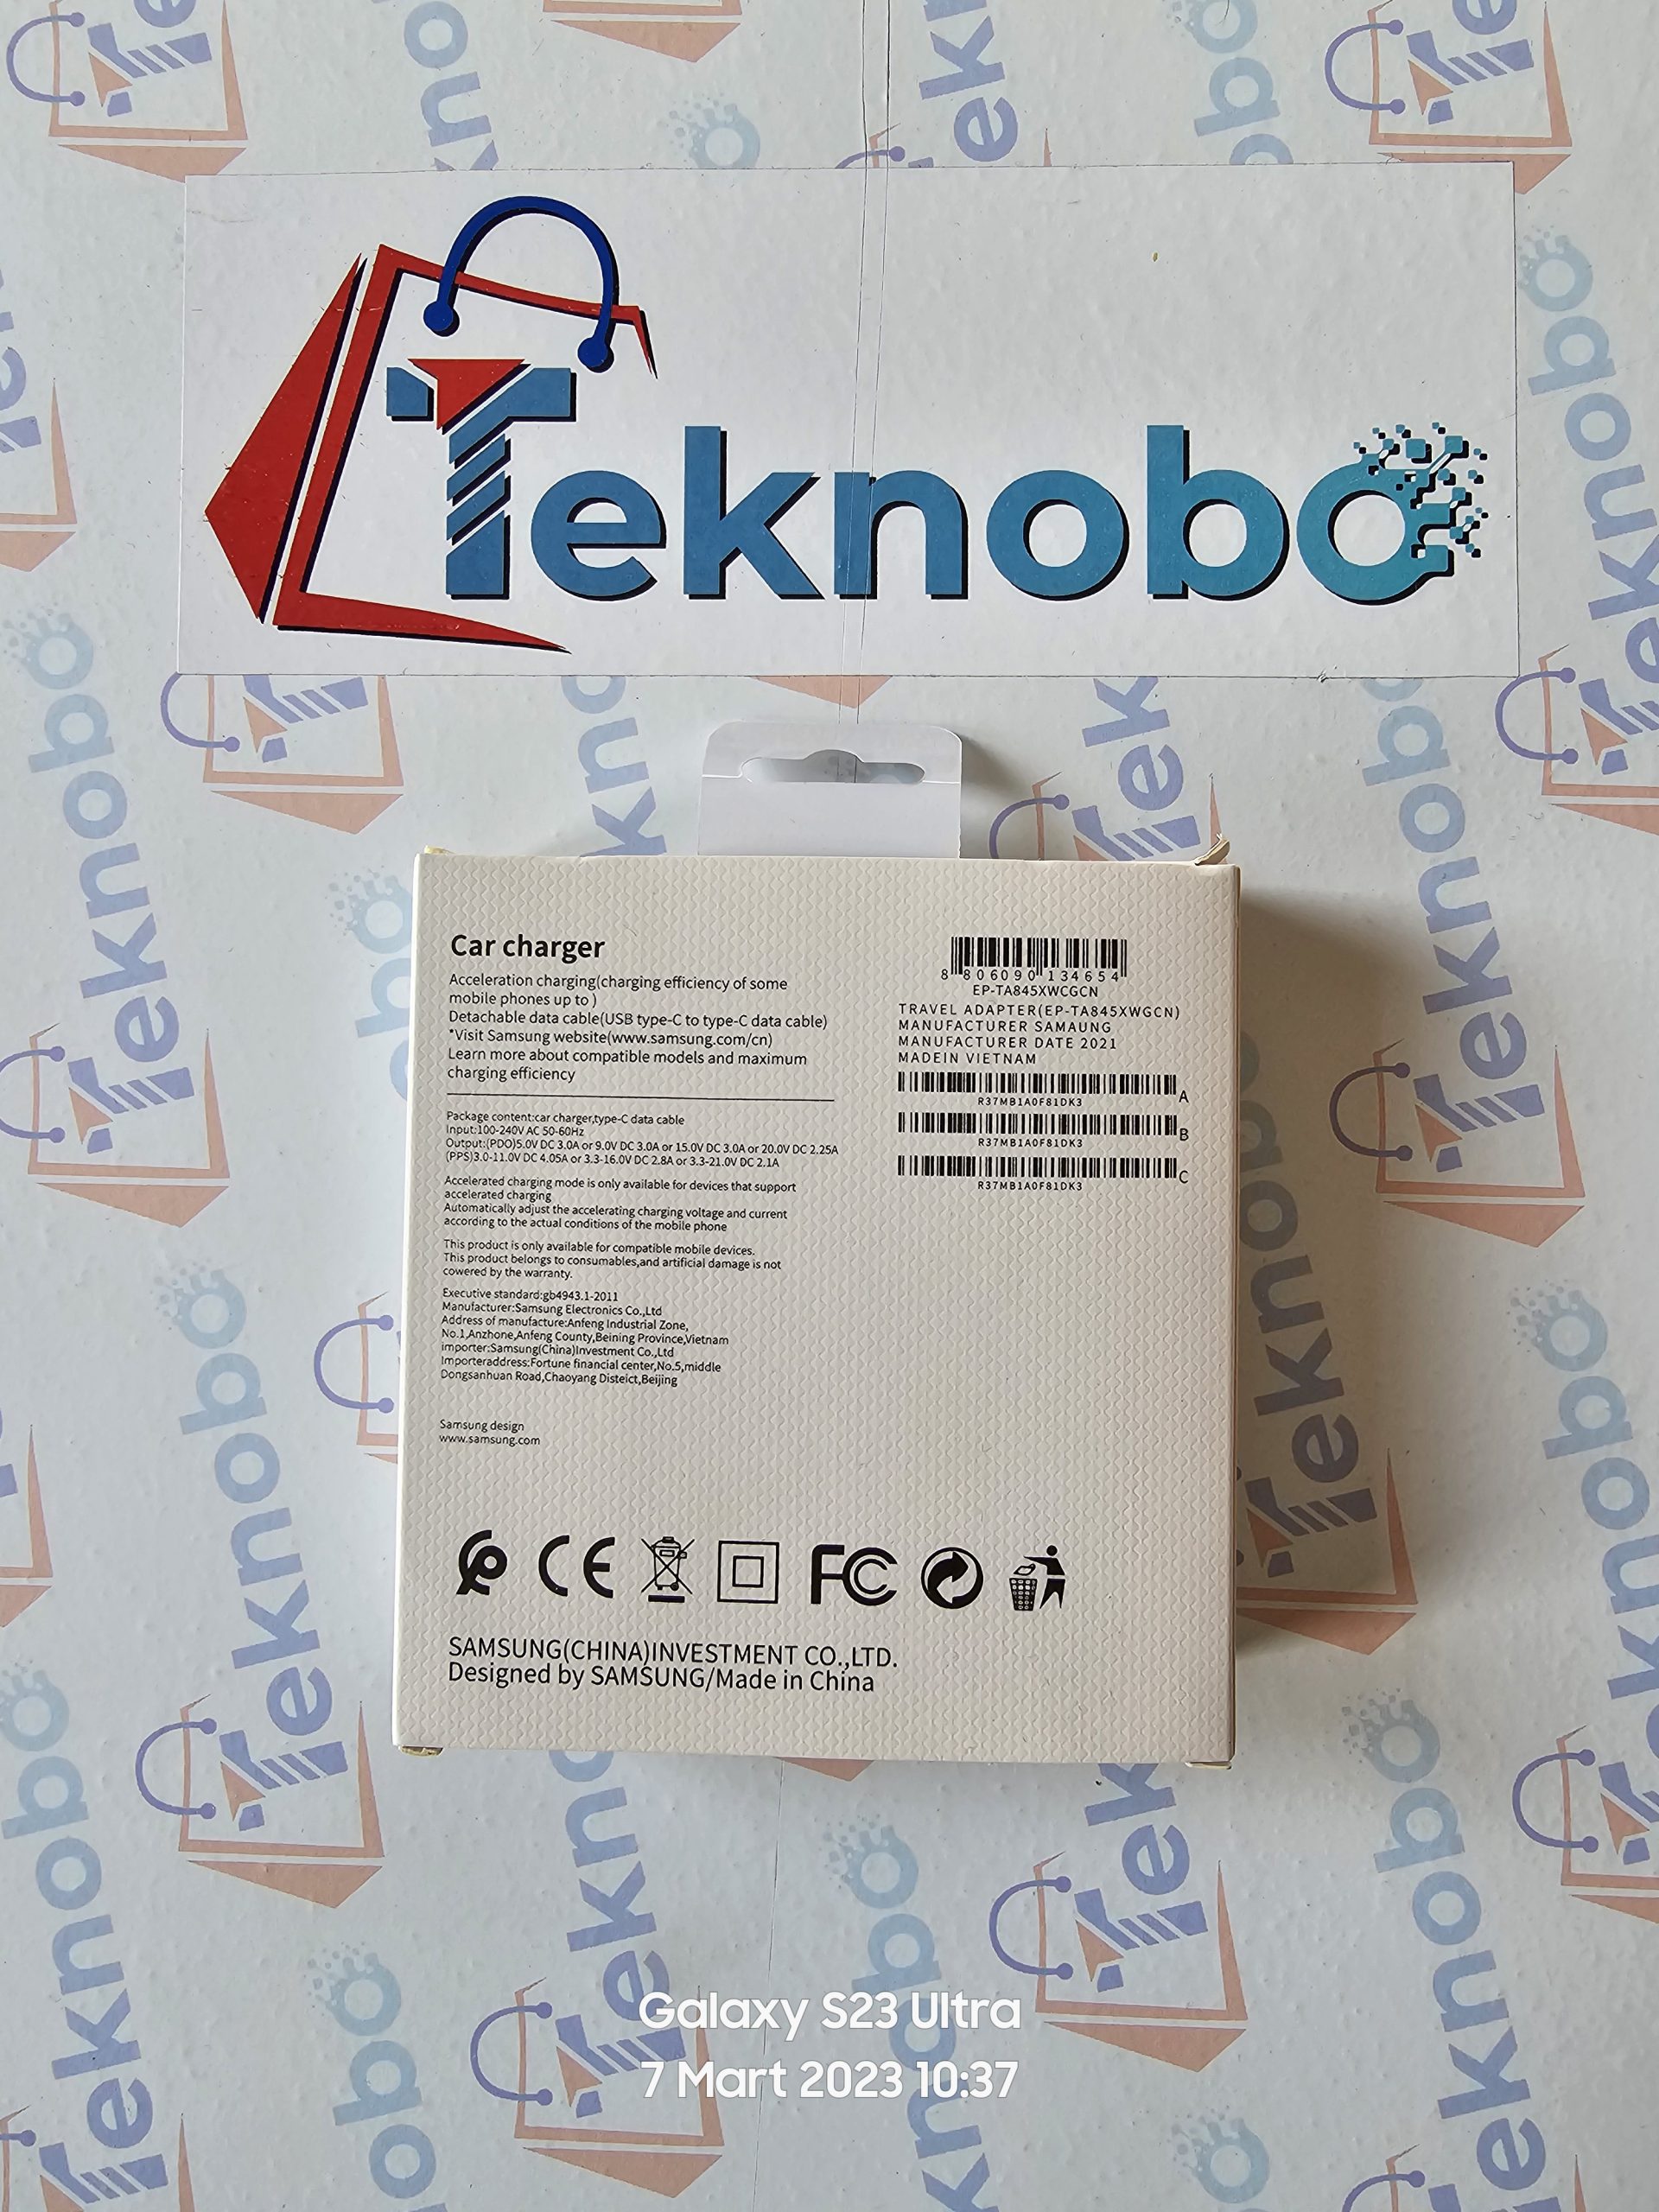 Teknobo
Car charger
Acceleration charging(charging efficiency of some
mobile phones up to )
Detachable data cable(USB type-C to type-C data cable)
*Visit Samsung website(www.samsung.com/cn)
Learn more about compatible models and maximum
charging efficiency
Package content:car charger,type-C data cable
Input:100-240V AC 50-60Hz
Output:(PDO)5.0V DC 3.0A or 9.0V DC 3.0A or 15.0V DC 3.0A or 20.0V DC 2.25A
(PPS)3.0-11.0V DC 4.05A or 3.3-16.0V DC 2.8A or 3.3-21.0V DC 2.1A
Accelerated charging mode is only available for devices that support
accelerated charging
Automatically adjust the accelerating charging voltage and current
according to the actual conditions of the mobile phone
This product is only available for compatible mobile devices.
This product belongs to consumables,and artificial damage is not
cowered by the warranty.
Executive standard:gb4943.1-2011
Manufacturer:Samsung Electronics Co.,Ltd
Address of manufacture:Anfeng Industrial Zone,
No.1,Anzhone,Anfeng County,Beining Province,Vietnam
importer:Samsung(China)Investment Co.,Ltd
Importeraddress:Fortune financial center,No.5,middle
Dongsanhuan Road,Chaoyang Disteict,Beijing
Samsung design
www.samsung.com
8 806090 134654
EP-TA845XWCGCN
TRAVEL ADAPTER(EP-TA845XWGCN)
MANUFACTURER SAMAUNG
MANUFACTURER DATE 2021
MADEIN VIETNAM
A
R37MB1A0F81DK3
B
R37MB1A0F81DK3
C
R37MB1A0F81DK3
CE
FC
SAMSUNG(CHINA)INVESTMENT CO.,LTD.
Designed by SAMSUNG/Made in China
Galaxy S23 Ultra
7 Mart 2023 10:37